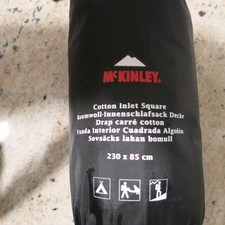 McKINLEY
Cotton Inlet Square
Baumwoll-Innenschlafsack Decke
Drap carré cotton
Funda Interior Cuadrada Algodón
Sovsäcks lakan bomull
230 x 85 cm